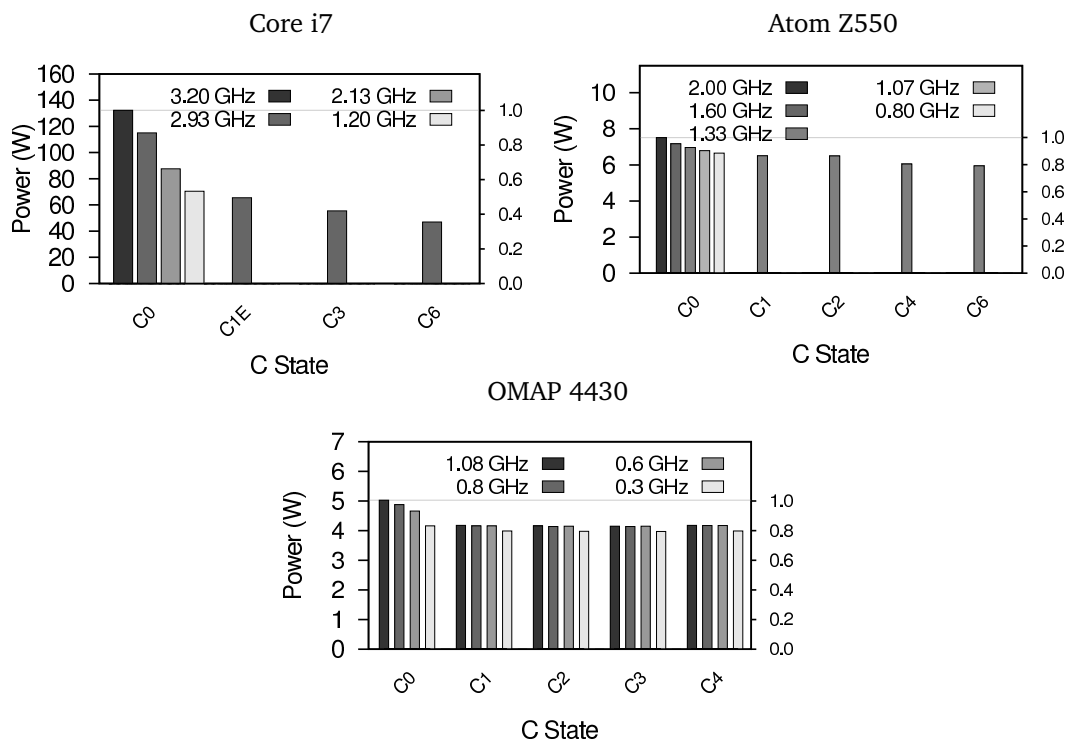 Core i7
160
140
120
100
80
60
40
20
0
Power (W)
3.20 GHz
2.93 GHz
2.13 GHz
1.20 GHz
1.0
0.8
0.6
0.4
0.2
0.0
C0
C1E
C3
C6
C State
Atom Z550
10
8
6
4
2
0
Power (W)
2.00 GHz
1.60 GHz
1.33 GHz
1.07 GHz
0.80 GHz
1.0
0.8
0.6
0.4
0.2
0.0
C0
C1
C2
C4
C6
C State
OMAP 4430
7
6
5
4
3
2
1
0
Power (W)
1.08 GHz
0.8 GHz
0.6 GHz
0.3 GHz
1.0
0.8
0.6
0.4
0.2
0.0
C0
C1
C2
C3
C4
C State